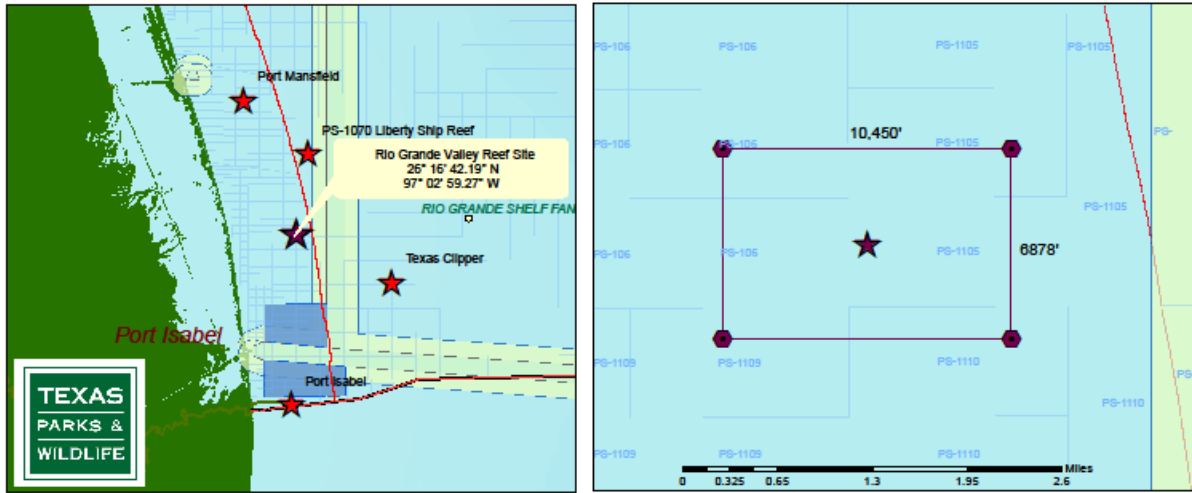 Port Mansfield
PS-1070 Liberty Ship Reef
Rio Grande Valley Reef Site
26° 16' 42.19" N
97° 02' 59.27" W
RIO GRANDE SHELF FAN
Texas Clipper
Port Isabel
Port Isabel
TEXAS
PARKS &
WILDLIFE
PS-106
PS-106
PS-1105
PS-1105
10,450'
PS-106
PS-106
PS-1105
PS-
PS-1105
PS-106
PS-106
PS-1105
6878'
PS-1109
PS-1109
PS-1110
PS-
PS-1110
PS-1109
PS-1109
PS-1110
Miles
0
0.325
0.65
1.3
1.95
2.6